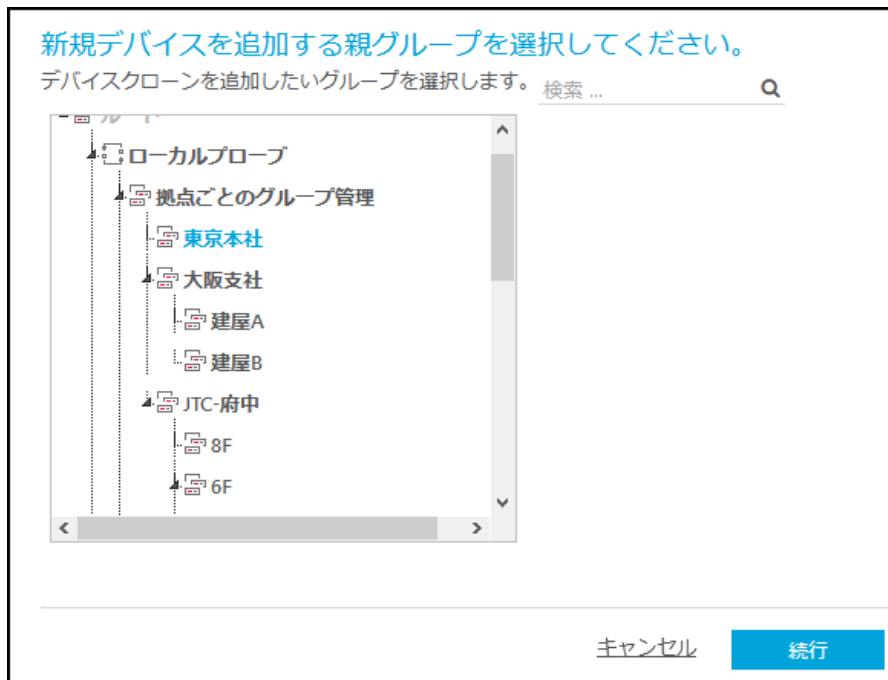 新規デバイスを追加する親グループを選択してください。
デバイスクローンを追加したいグループを選択します。
検索 ...
ルート
ローカルプローブ
拠点ごとのグループ管理
東京本社
大阪支社
建屋A
建屋B
JTC-府中
8F
6F
キャンセル
続行